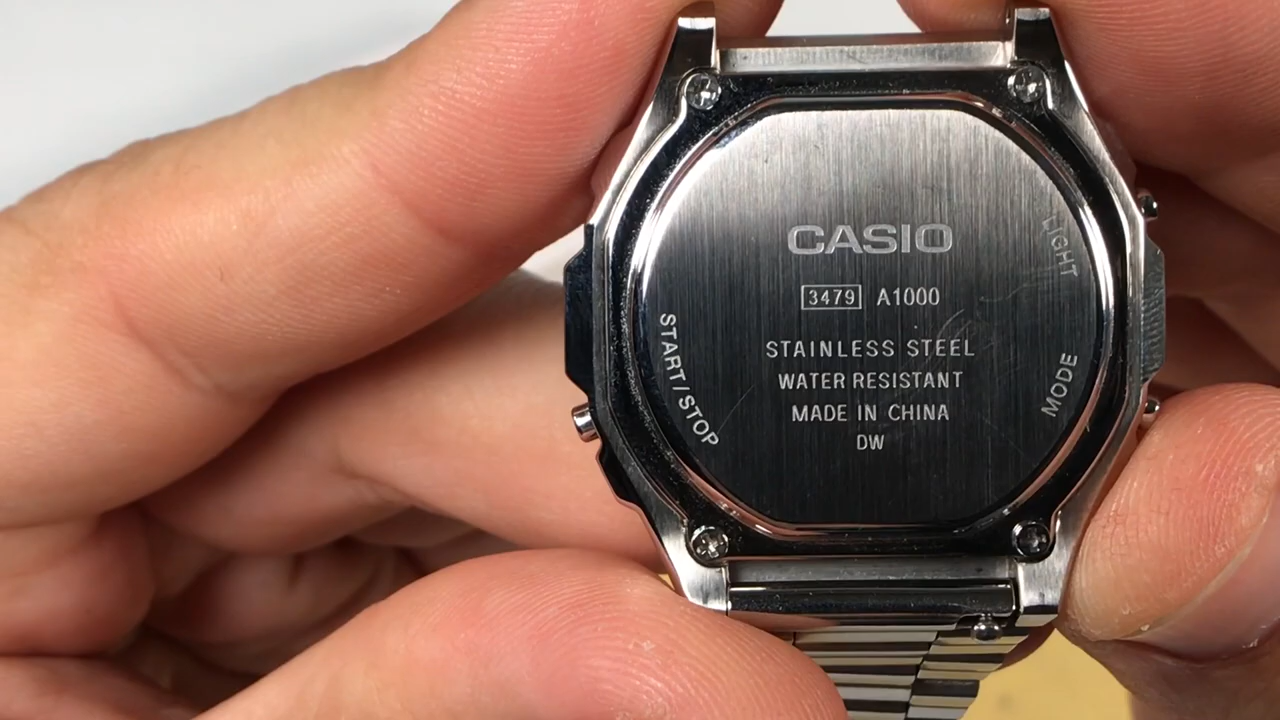 CASIO
3479 A1000
STAINLESS STEEL
WATER RESISTANT
MADE IN CHINA
DW
START/STOP
LIGHT
MODE